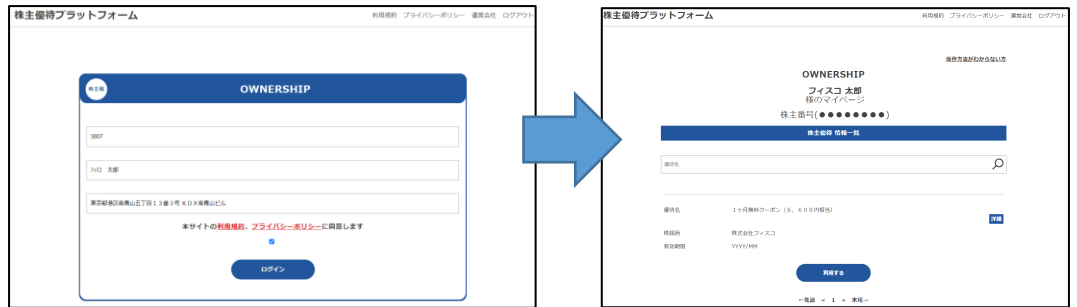 株主優待プラットフォーム
利用規約 プライバシーポリシー 運営会社 ログアウト
株主様
OWNERSHIP
3807
フィスコ 太郎
東京都港区南青山五丁目13番3号 KDX南青山ビル
本サイトの利用規約、プライバシーポリシーに同意します
ログイン
株主優待プラットフォーム
利用規約 プライバシーポリシー 運営会社 ログアウト
操作方法がわからない方
OWNERSHIP
フィスコ 太郎
様のマイページ
株主番号(●●●●●●●●)
株主優待 情報一覧
優待名
優待名 1ヶ月無料クーポン(6,600円相当)
詳細
株銘柄 株式会社フィスコ
有効期限 YYYY/MM
利用する
←先頭 « 1 » 末尾→